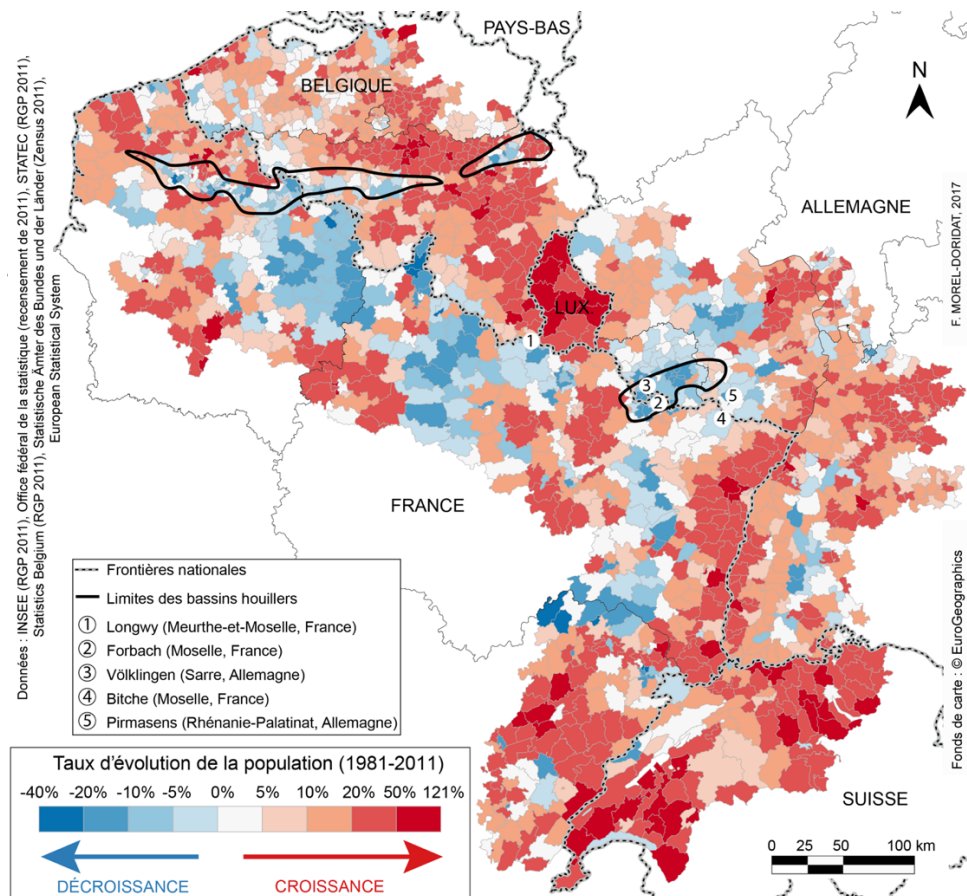 PAYS-BAS
BELGIQUE
N
ALLEMAGNE
LUX.
1
3
2
5
4
FRANCE
SUISSE
Données : INSEE (RGP 2011), Office fédéral de la statistique (recensement de 2011), STATEC (RGP 2011),
Statistics Belgium (RGP 2011), Statistische Ämter des Bundes und der Länder (Zensus 2011),
European Statistical System
F. MOREL-DORIDAT, 2017
Fonds de carte : © EuroGeographics
Frontières nationales
Limites des bassins houillers
1 Longwy (Meurthe-et-Moselle, France)
2 Forbach (Moselle, France)
3 Völklingen (Sarre, Allemagne)
4 Bitche (Moselle, France)
5 Pirmasens (Rhénanie-Palatinat, Allemagne)
Taux d'évolution de la population (1981-2011)
-40% -20% -10% -5% 0% 5% 10% 20% 50% 121%
DÉCROISSANCE CROISSANCE
0 25 50 100 km